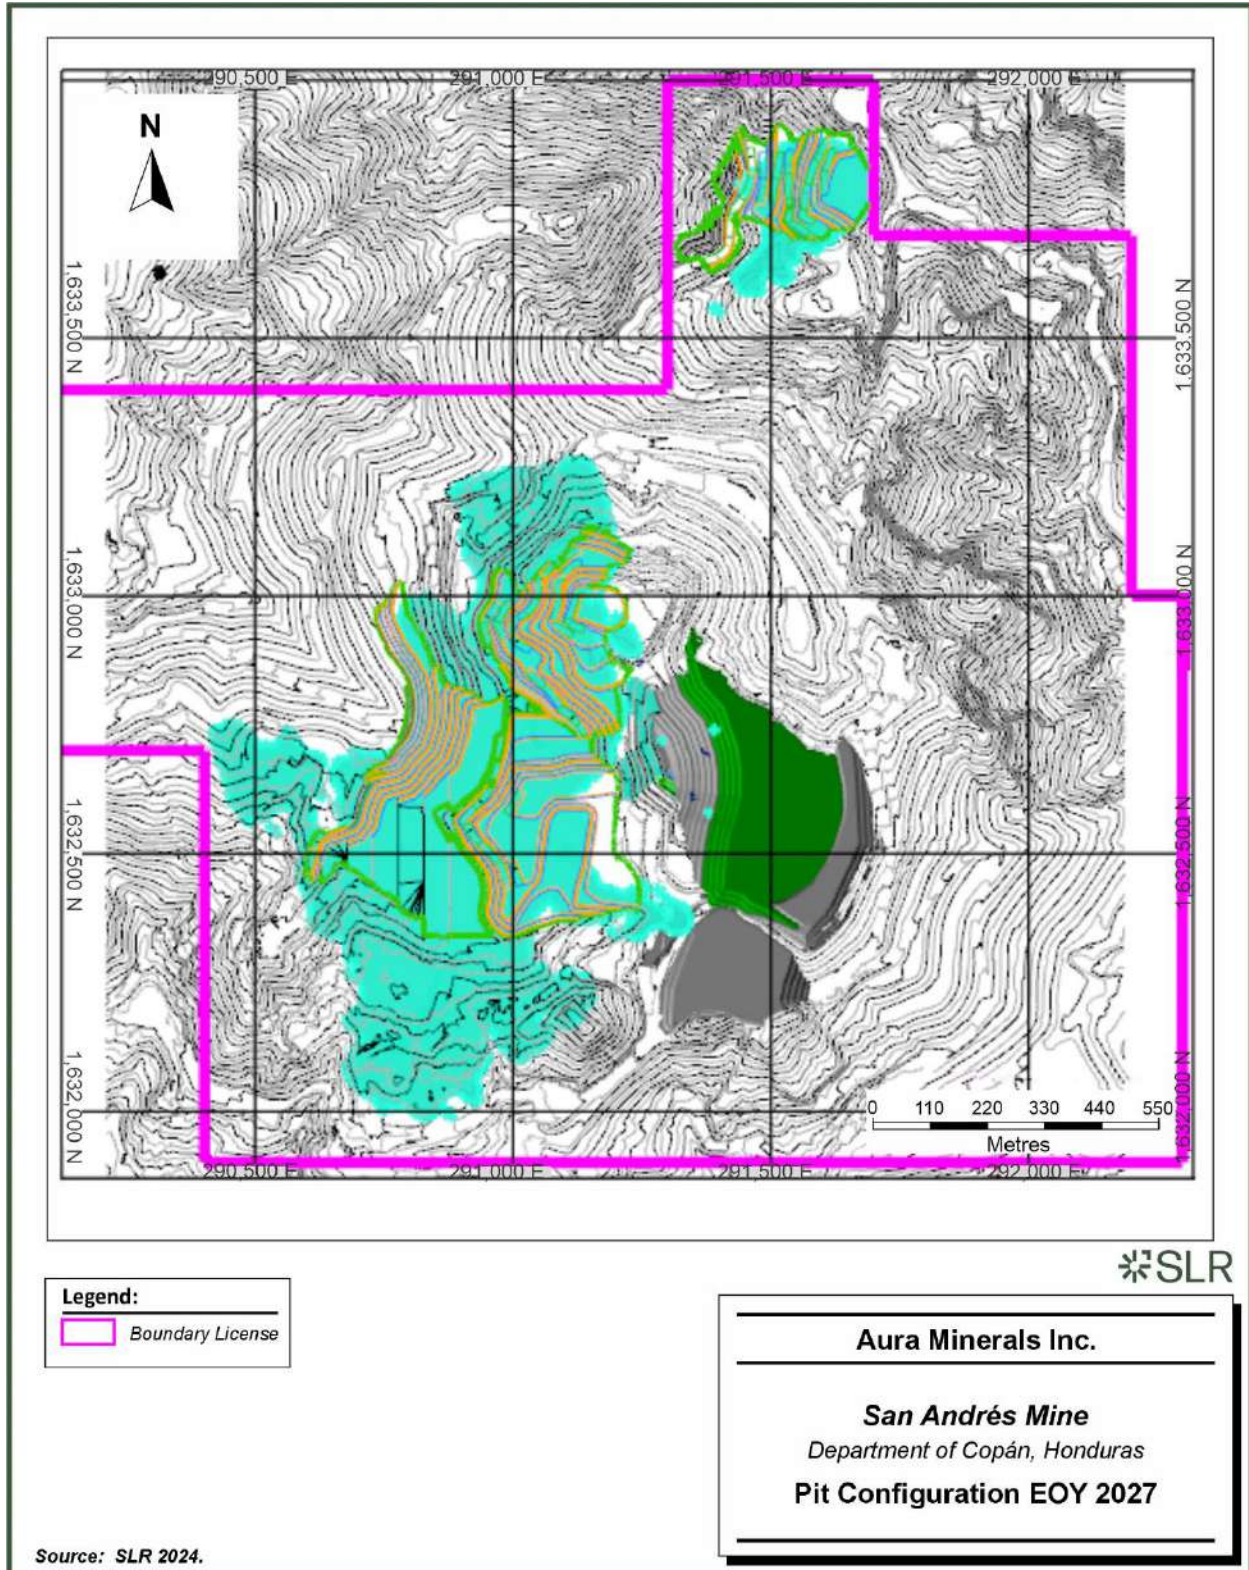 290,500 E 291,000 E 291,500 E 292,000 E
N
1,633,500 N
1,633,500 N
1,633,000 N
1,633,000 N
1,632,500 N
1,632,500 N
1,632,000 N
1,632,000 N
0 110 220 330 440 550
Metres
290,500 E 291,000 E 291,500 E 292,000 E
SLR
Legend:
Boundary License
Aura Minerals Inc.
San Andrés Mine
Department of Copán, Honduras
Pit Configuration EOY 2027
Source: SLR 2024.